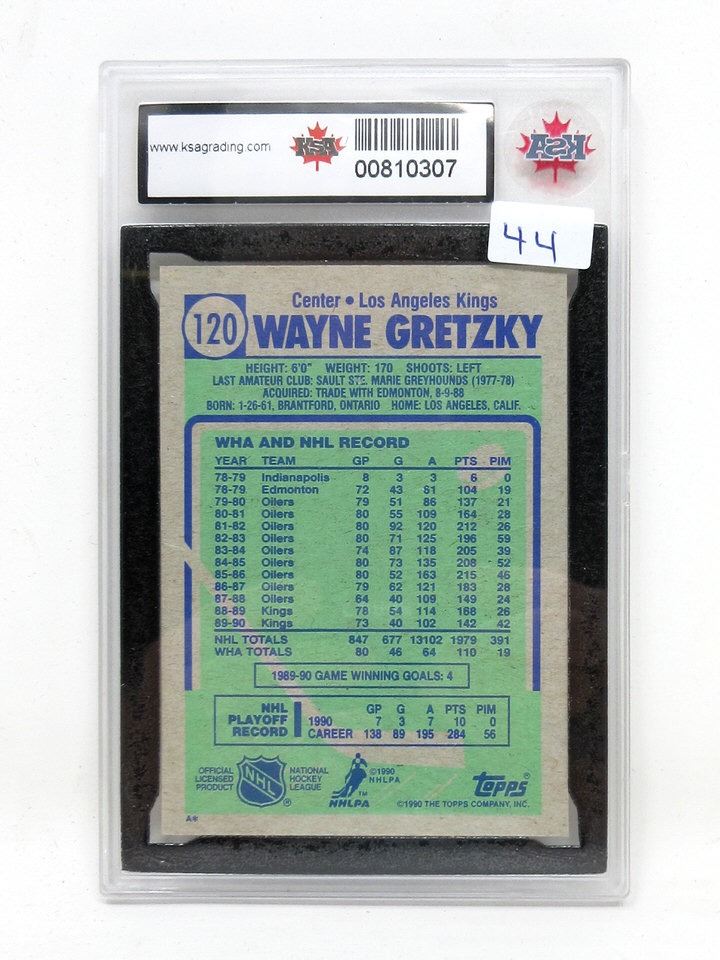 www.ksagrading.com KSA
00810307
KSA
44
Center • Los Angeles Kings
120 WAYNE GRETZKY
HEIGHT: 6'0" WEIGHT: 170 SHOOTS: LEFT
LAST AMATEUR CLUB: SAULT STE. MARIE GREYHOUNDS (1977-78)
ACQUIRED: TRADE WITH EDMONTON, 8-9-88
BORN: 1-26-61, BRANTFORD, ONTARIO HOME: LOS ANGELES, CALIF.
WHA AND NHL RECORD
YEAR TEAM GP G A PTS PIM
78-79 Indianapolis 8 3 3 6 0
78-79 Edmonton 72 43 61 104 19
79-80 Oilers 79 51 86 137 21
80-81 Oilers 80 55 109 164 28
81-82 Oilers 80 92 120 212 26
82-83 Oilers 80 71 125 196 59
83-84 Oilers 74 87 118 205 39
84-85 Oilers 80 73 135 208 52
85-86 Oilers 80 52 163 215 46
86-87 Oilers 79 62 121 183 28
87-88 Oilers 64 40 109 149 24
88-89 Kings 78 54 114 168 26
89-90 Kings 73 40 102 142 42
NHL TOTALS 847 677 13102 1979 391
WHA TOTALS 80 46 64 110 19
1989-90 GAME WINNING GOALS: 4
NHL PLAYOFF RECORD
GP G A PTS PIM
1990 7 3 7 10 0
CAREER 138 89 195 284 56
OFFICIAL LICENSED PRODUCT NHL ® NATIONAL HOCKEY LEAGUE
©1990 NHLPA
NHLPA TM
Topps®
©1990 THE TOPPS COMPANY, INC.
A*